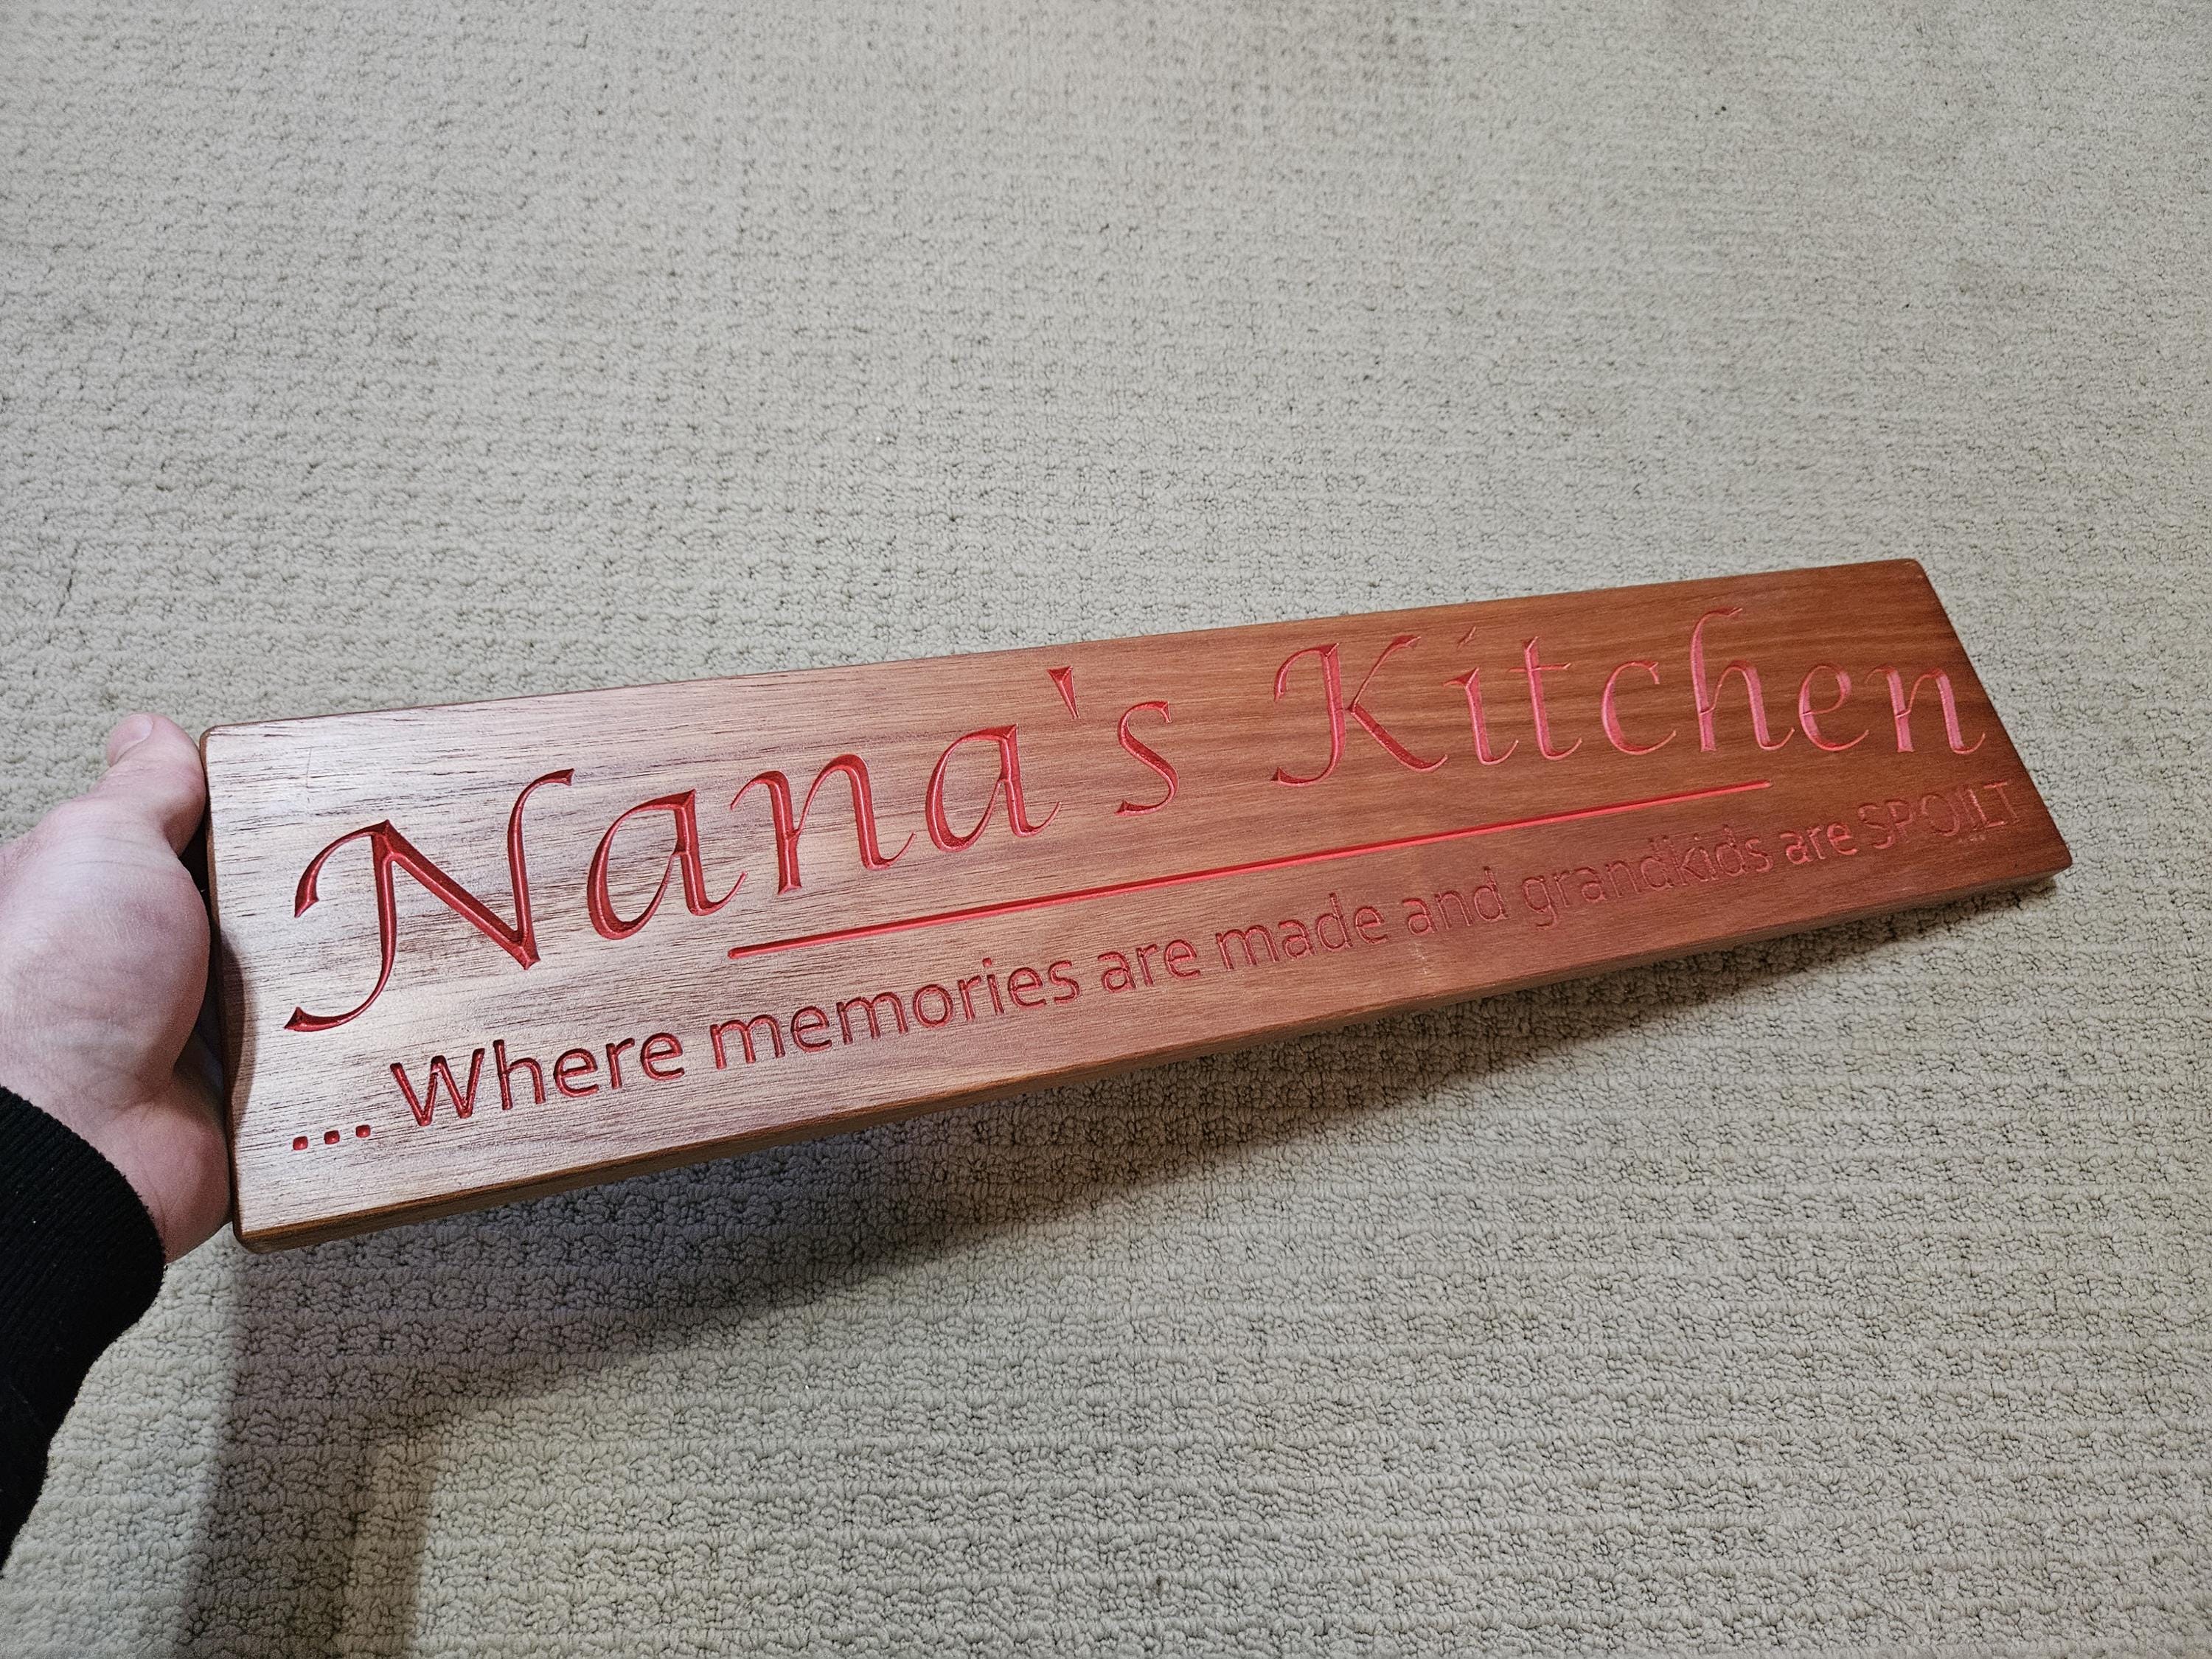 Nana's Kitchen
... Where memories are made and grandkids are SPOILT